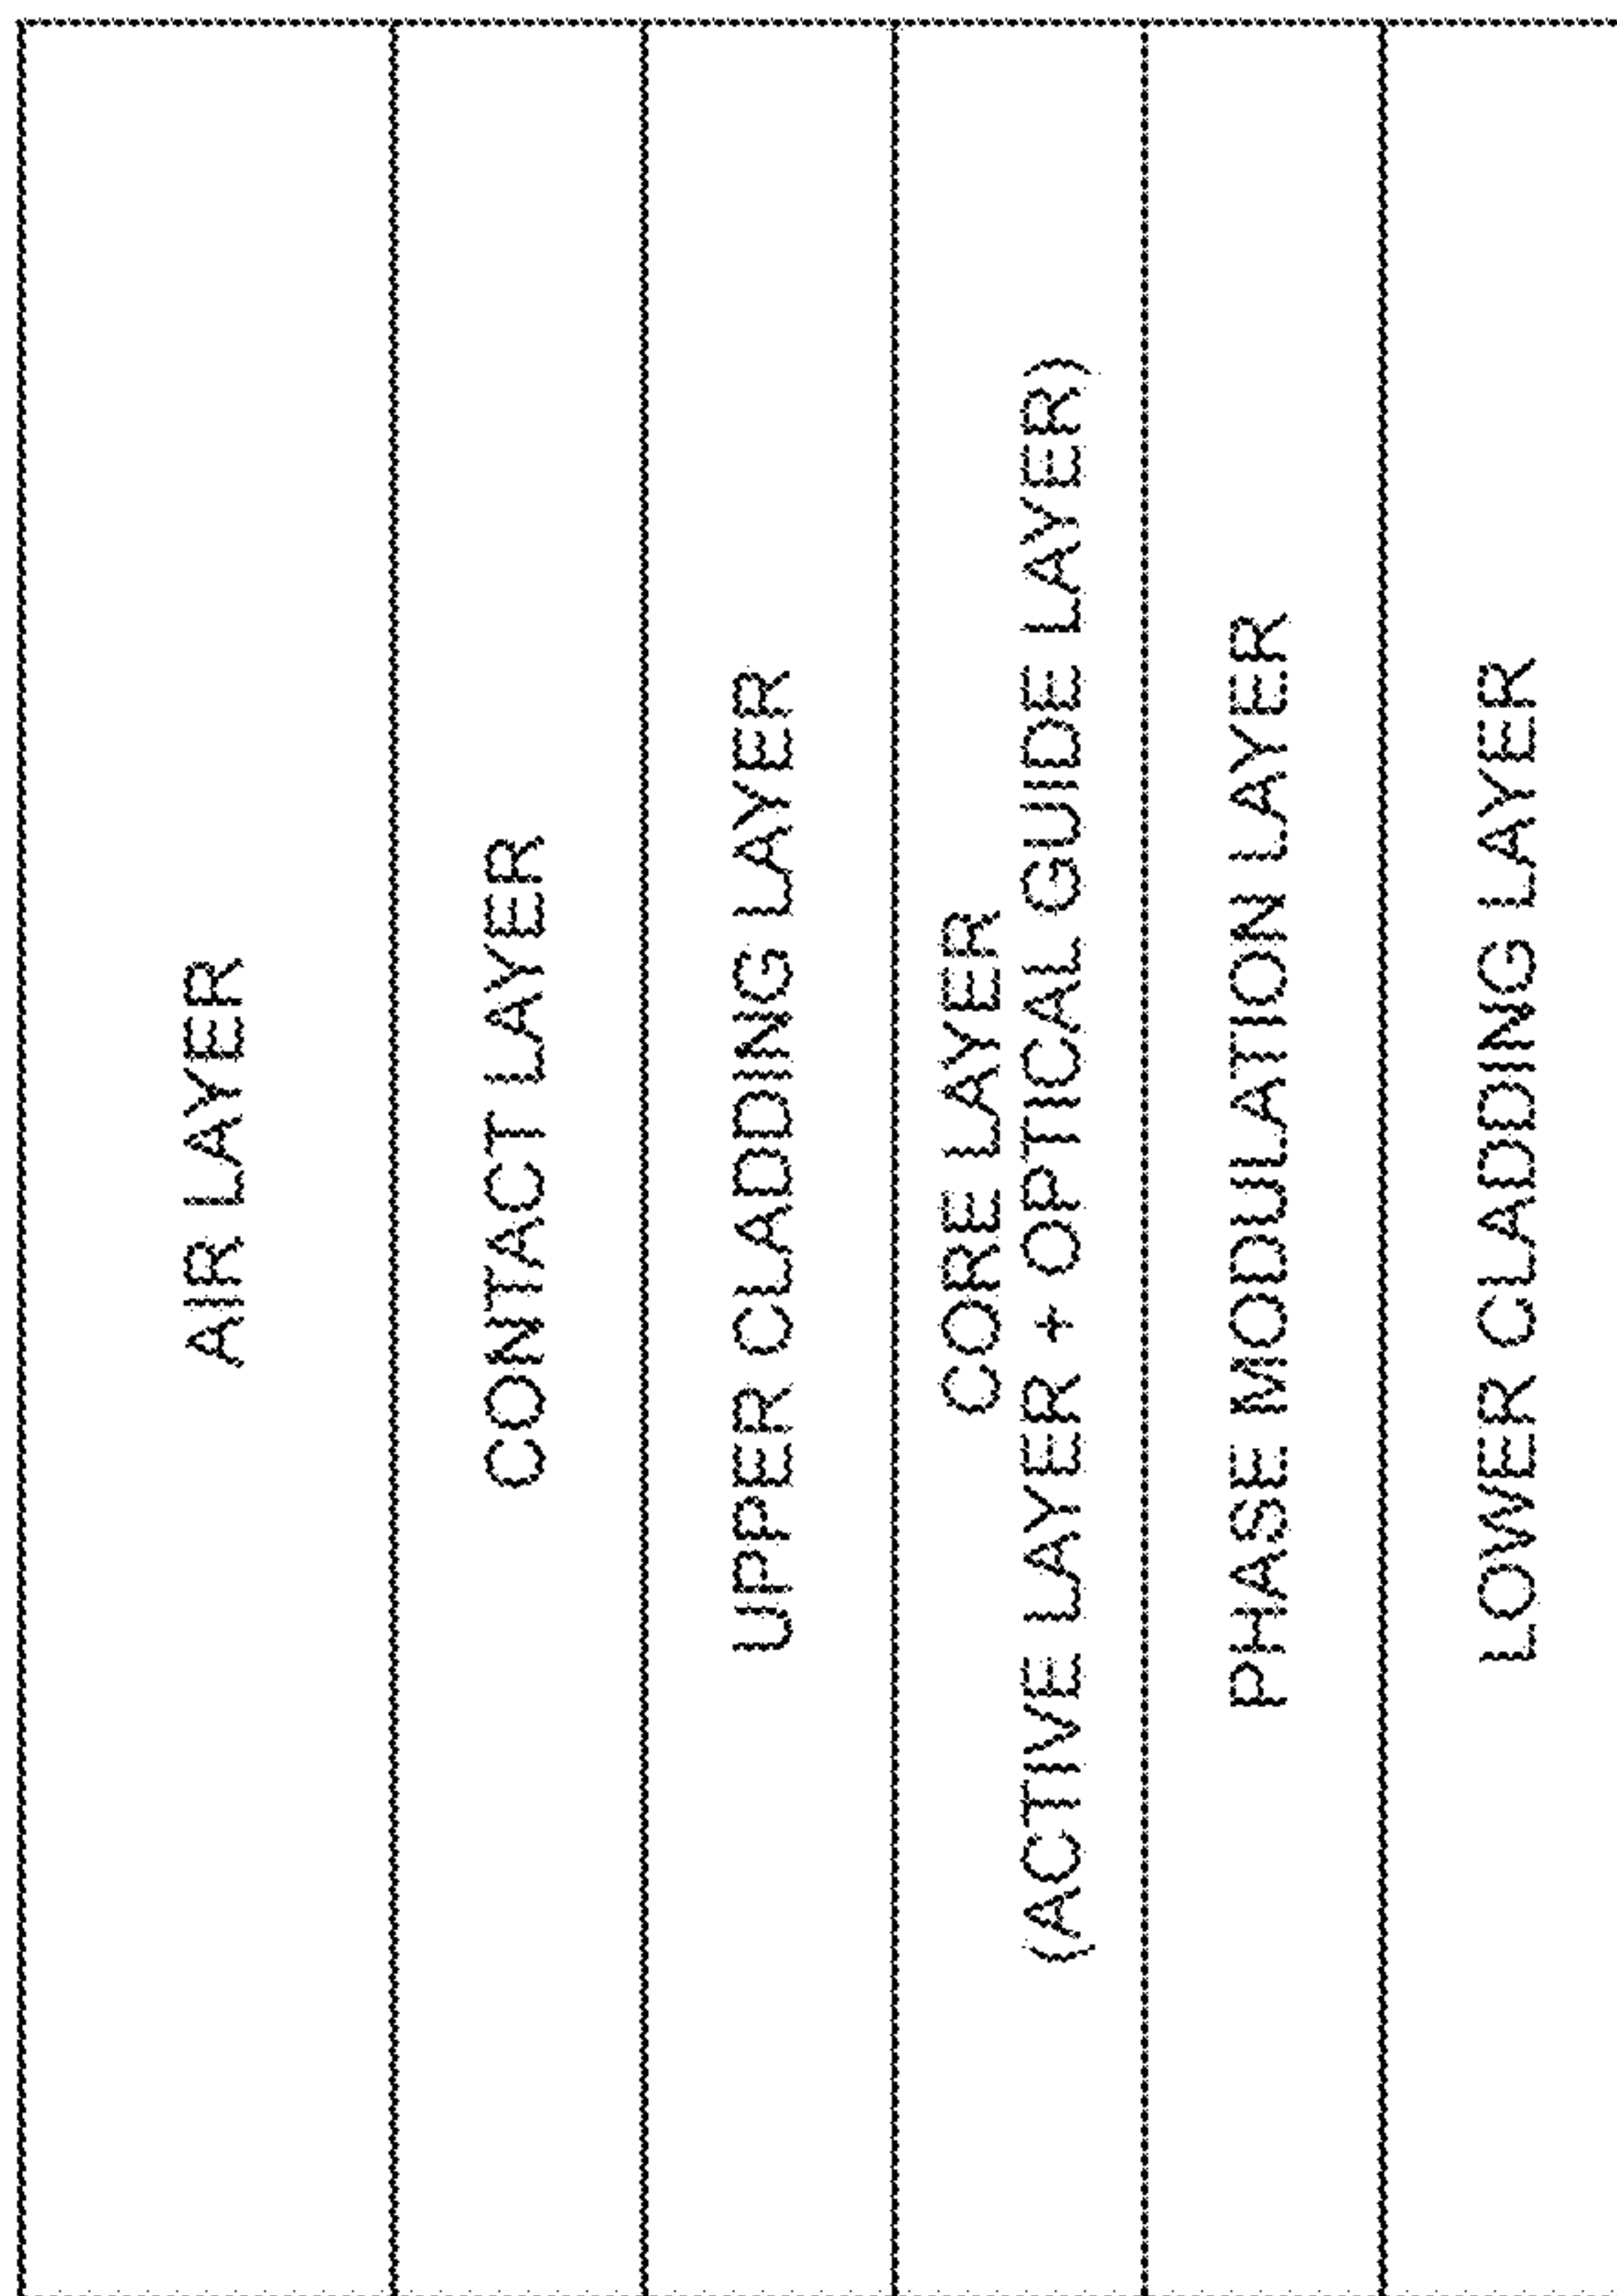 AIR LAYER
CONTACT LAYER
UPPER CLADDING LAYER
CORE LAYER
(ACTIVE LAYER + OPTICAL GUIDE LAYER)
PHASE MODULATION LAYER
LOWER CLADDING LAYER